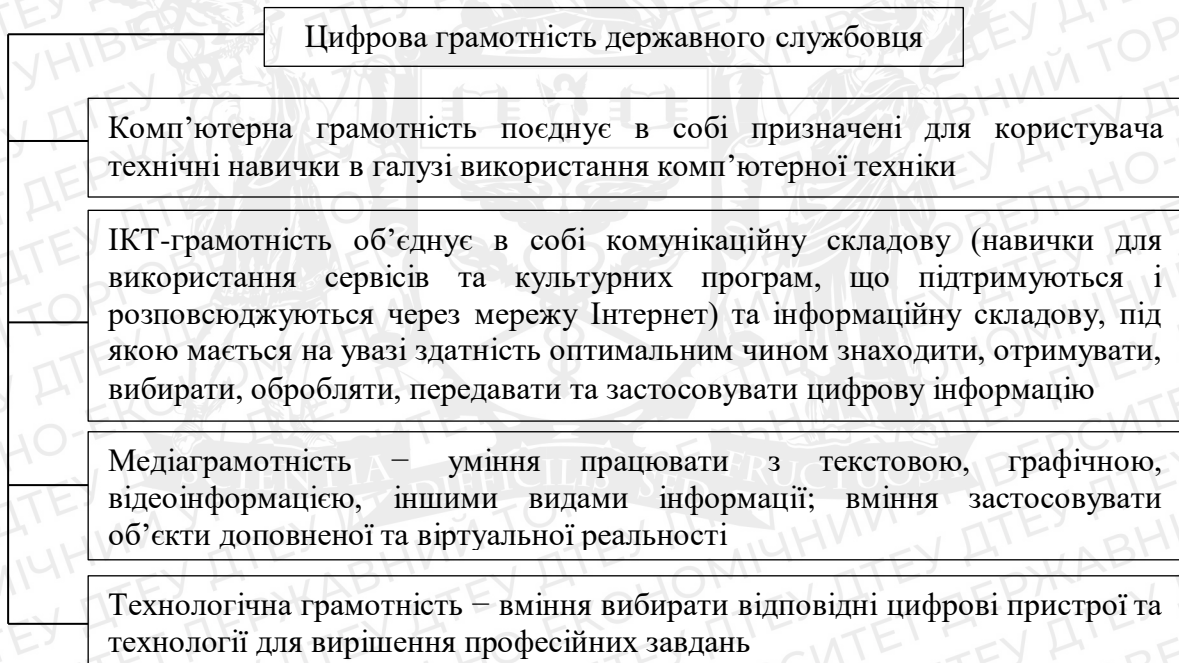 Цифрова грамотність державного службовця
Комп’ютерна грамотність поєднує в собі призначені для користувача
технічні навички в галузі використання комп’ютерної техніки
ІКТ-грамотність об’єднує в собі комунікаційну складову (навички для
використання сервісів та культурних програм, що підтримуються і
розповсюджуються через мережу Інтернет) та інформаційну складову, під
якою мається на увазі здатність оптимальним чином знаходити, отримувати,
вибирати, обробляти, передавати та застосовувати цифрову інформацію
Медіаграмотність − уміння працювати з текстовою, графічною,
відеоінформацією, іншими видами інформації; вміння застосовувати
об’єкти доповненої та віртуальної реальності
Технологічна грамотність − вміння вибирати відповідні цифрові пристрої та
технології для вирішення професійних завдань